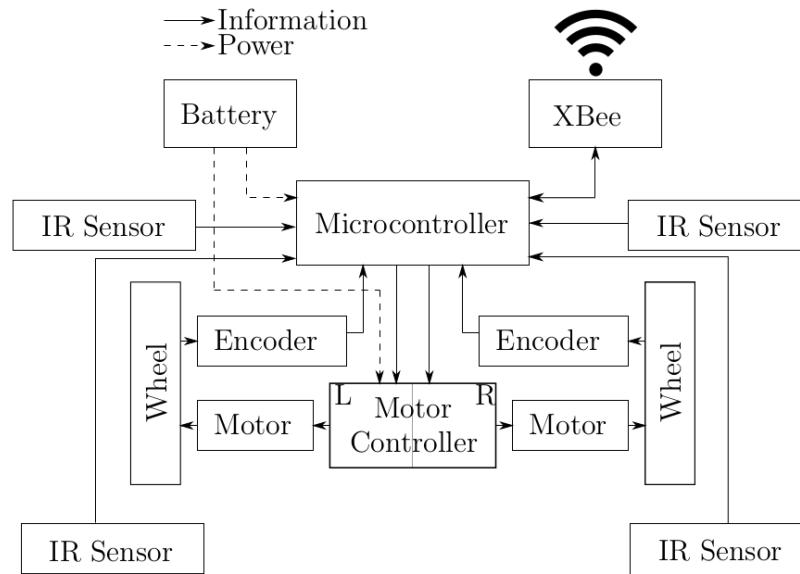 Information
Power
Battery
XBee
Microcontroller
IR Sensor
IR Sensor
Encoder
Encoder
Wheel
Wheel
L
R
Motor
Controller
Motor
Motor
IR Sensor
IR Sensor